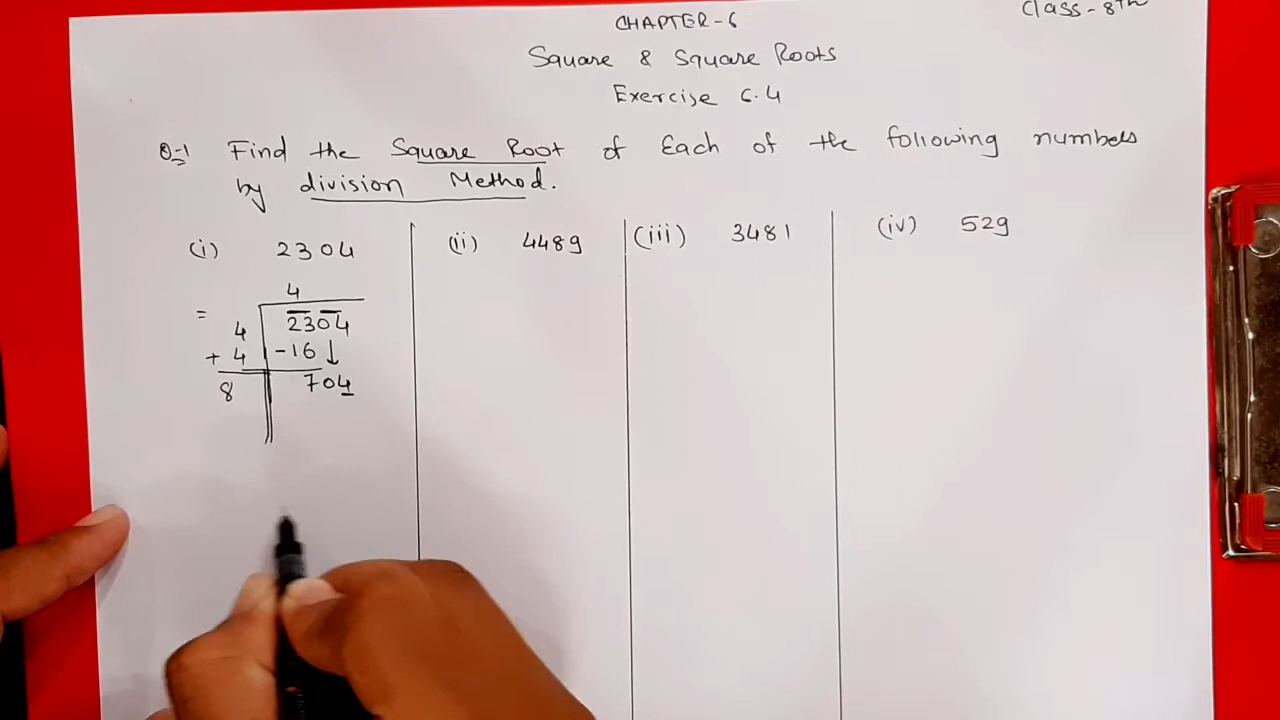 CHAPTER-6
Class-8th
Square & Square Roots
Exercise 6.4
Q-1 Find the Square Root of Each of the following numbers
by division Method.
(i) 2304
(ii) 4489
(iii) 3481
(iv) 529
4
= 4 2304
+ 4 -16 ↓
8 704